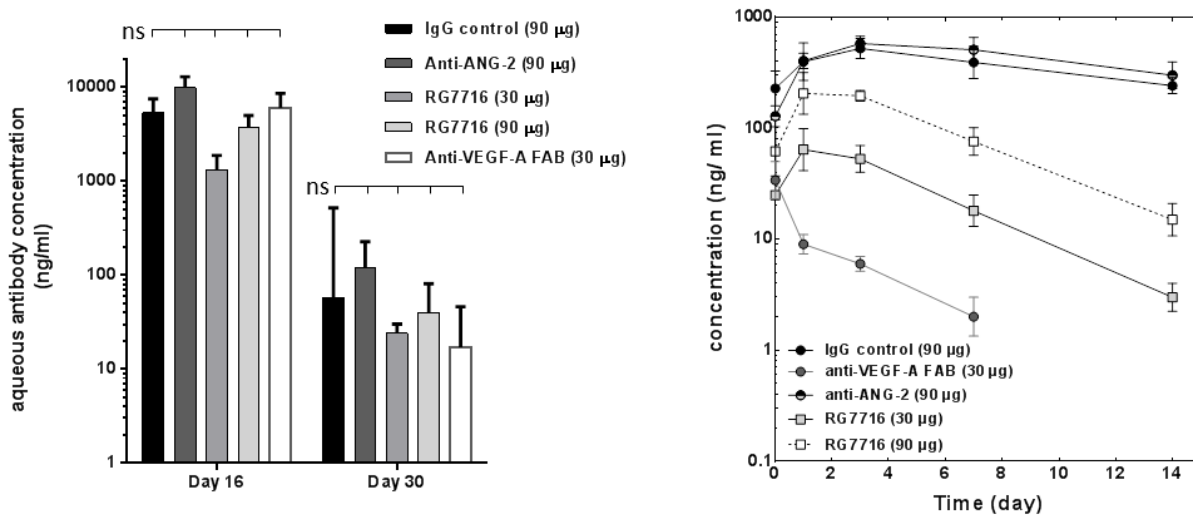 ns
IgG control (90 μg)
Anti-ANG-2 (90 μg)
RG7716 (30 μg)
RG7716 (90 μg)
Anti-VEGF-A FAB (30 μg)
ns
aqueous antibody concentration
(ng/ml)
10000
1000
100
10
1
Day 16
Day 30
concentration (ng/ ml)
1000
100
10
1
0.1
IgG control (90 μg)
anti-VEGF-A FAB (30 μg)
anti-ANG-2 (90 μg)
RG7716 (30 μg)
RG7716 (90 μg)
0
2
4
6
8
10
12
14
Time (day)